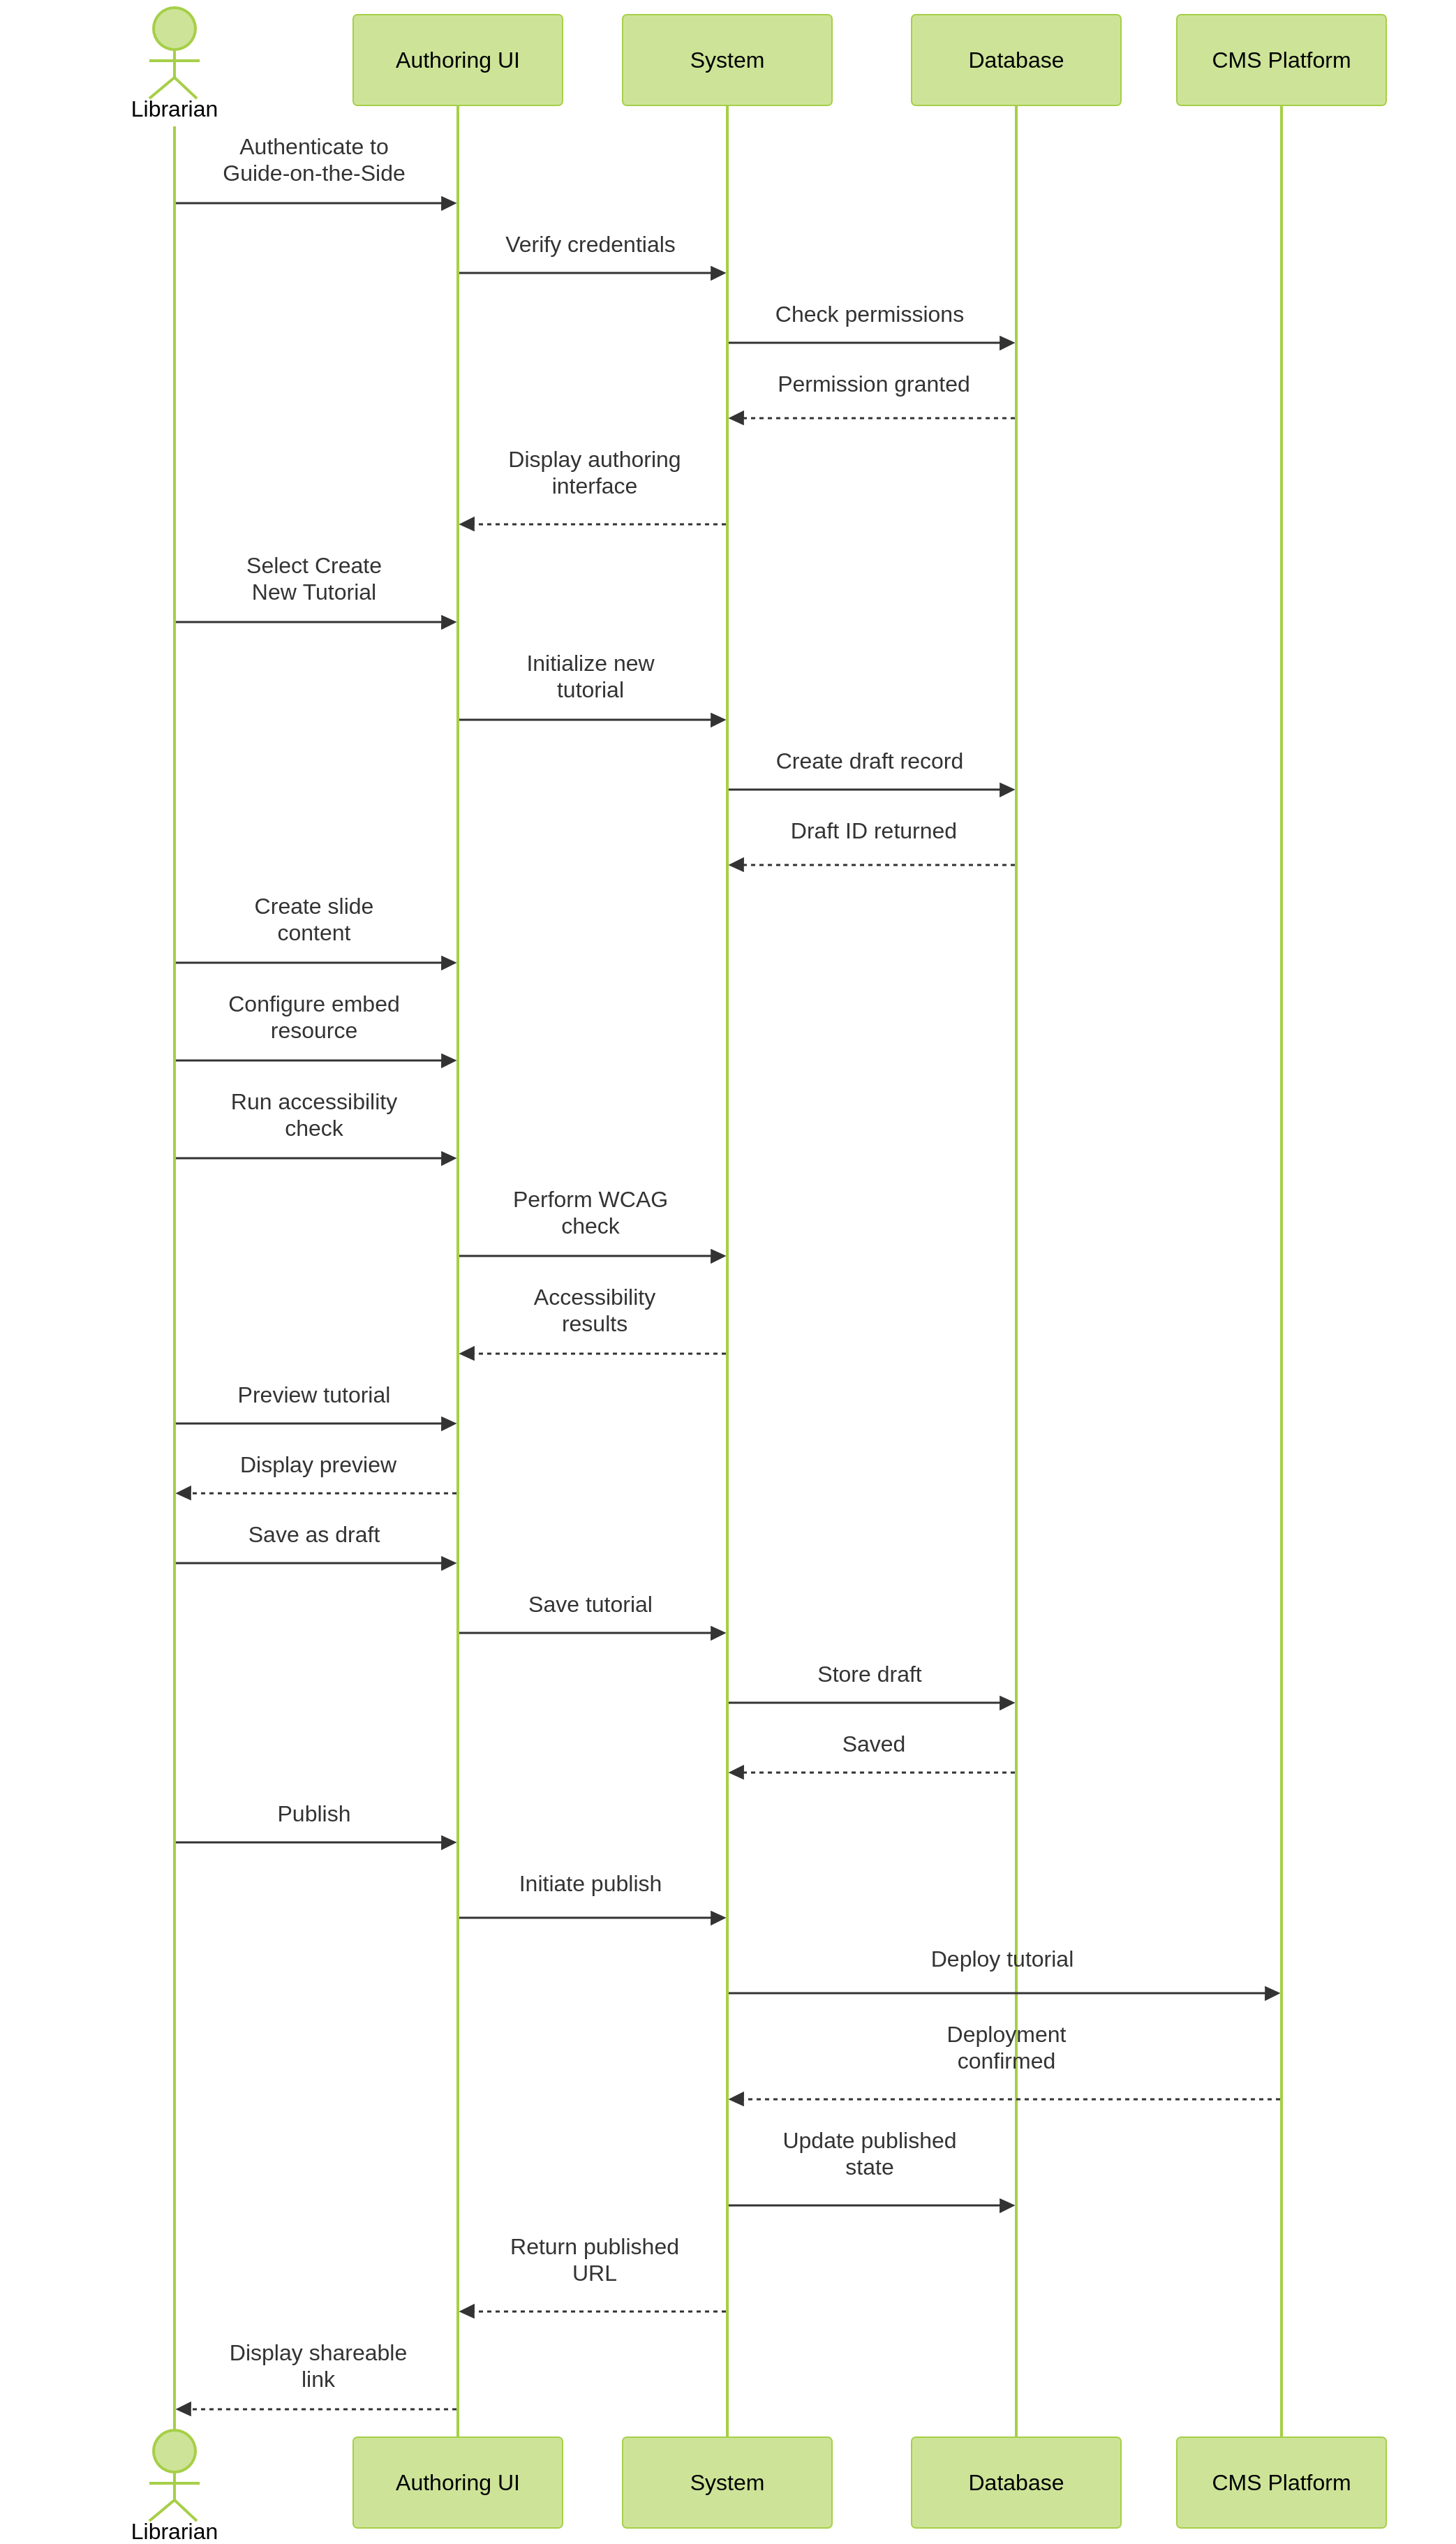 Librarian
Authoring UI
System
Database
CMS Platform
Authenticate to
Guide-on-the-Side
Verify credentials
Check permissions
Permission granted
Display authoring
interface
Select Create
New Tutorial
Initialize new
tutorial
Create draft record
Draft ID returned
Create slide
content
Configure embed
resource
Run accessibility
check
Perform WCAG
check
Accessibility
results
Preview tutorial
Display preview
Save as draft
Save tutorial
Store draft
Saved
Publish
Initiate publish
Deploy tutorial
Deployment
confirmed
Update published
state
Return published
URL
Display shareable
link
Librarian
Authoring UI
System
Database
CMS Platform